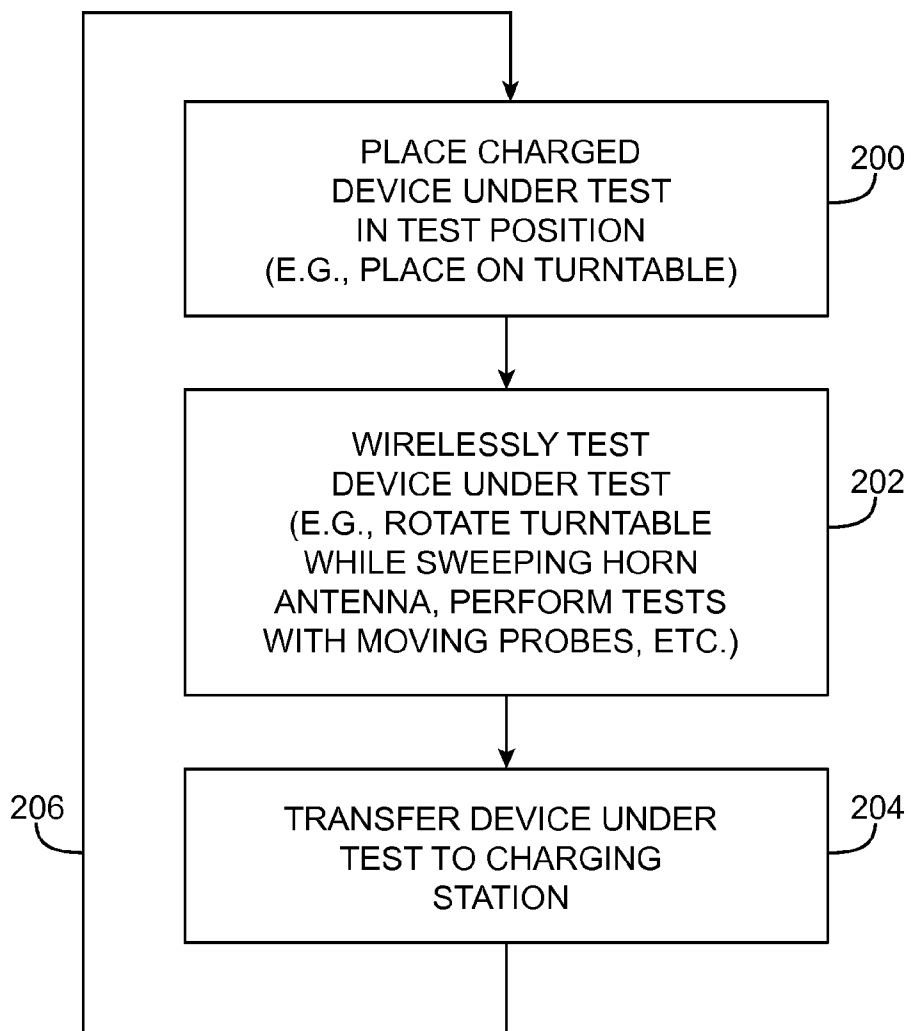 PLACE CHARGED
DEVICE UNDER TEST
IN TEST POSITION
(E.G., PLACE ON TURNTABLE)
200
WIRELESSLY TEST
DEVICE UNDER TEST
(E.G., ROTATE TURNTABLE
WHILE SWEEPING HORN
ANTENNA, PERFORM TESTS
WITH MOVING PROBES, ETC.)
202
TRANSFER DEVICE UNDER
TEST TO CHARGING
STATION
204
206